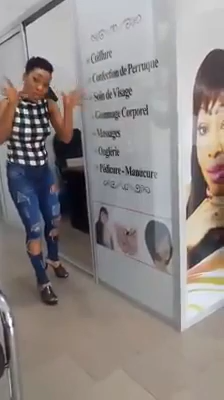 Coiffure
Confection de Perruque
Soin de Visage
Gommage Corporel
Massages
Onglerie
Pédicure - Manucure